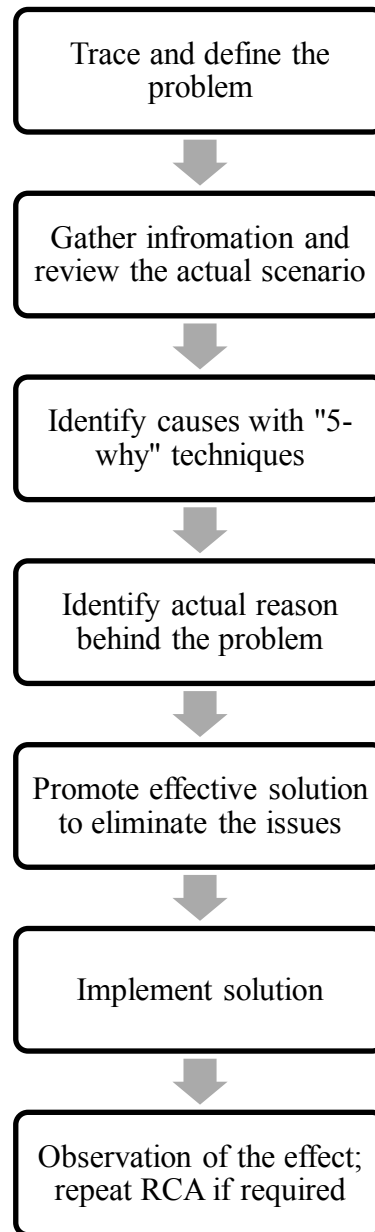 Trace and define the
problem
Gather infromation and
review the actual scenario
Identify causes with "5-
why" techniques
Identify actual reason
behind the problem
Promote effective solution
to eliminate the issues
Implement solution
Observation of the effect;
repeat RCA if required